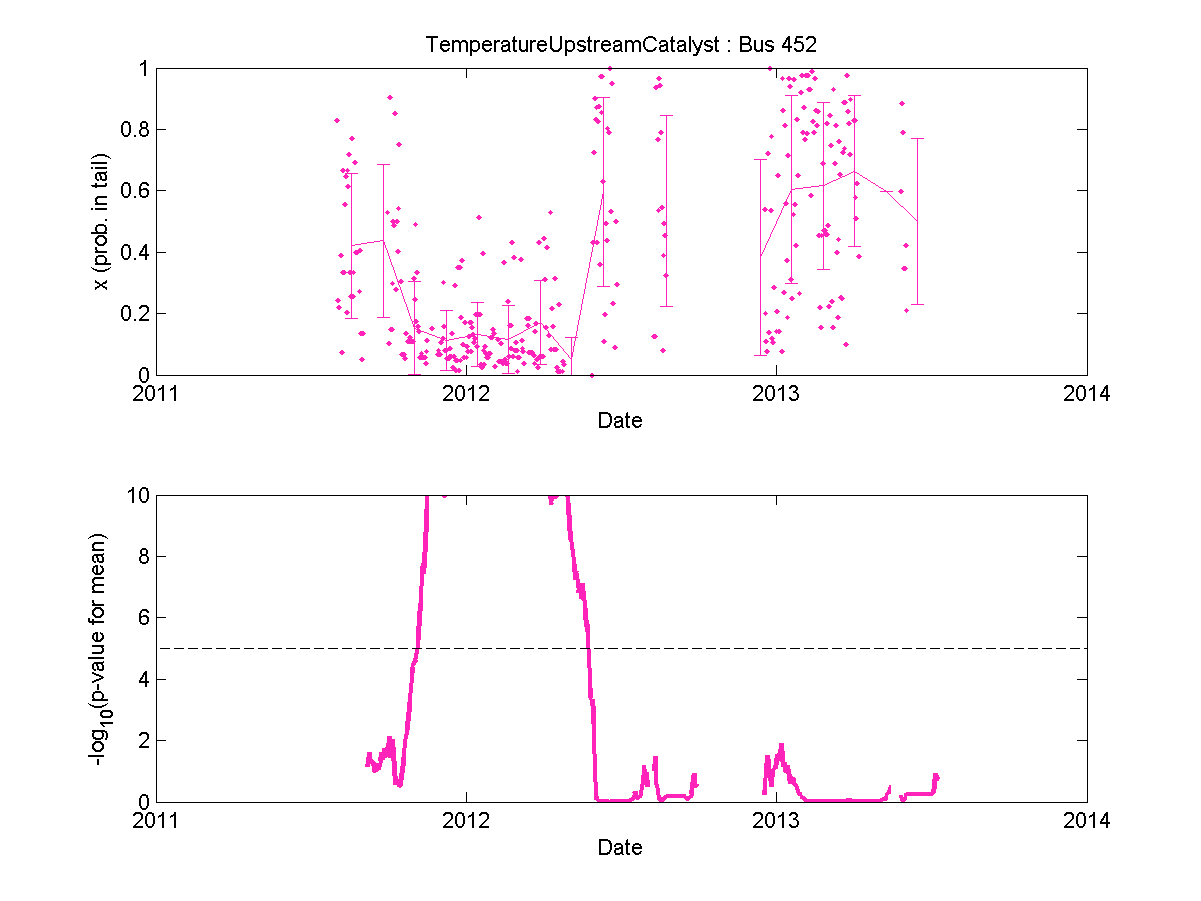 TemperatureUpstreamCatalyst : Bus 452
1
0.8
0.6
0.4
0.2
0
x (prob. in tail)
2011 2012 2013 2014
Date
10
8
6
4
2
0
-log10(p-value for mean)
2011 2012 2013 2014
Date